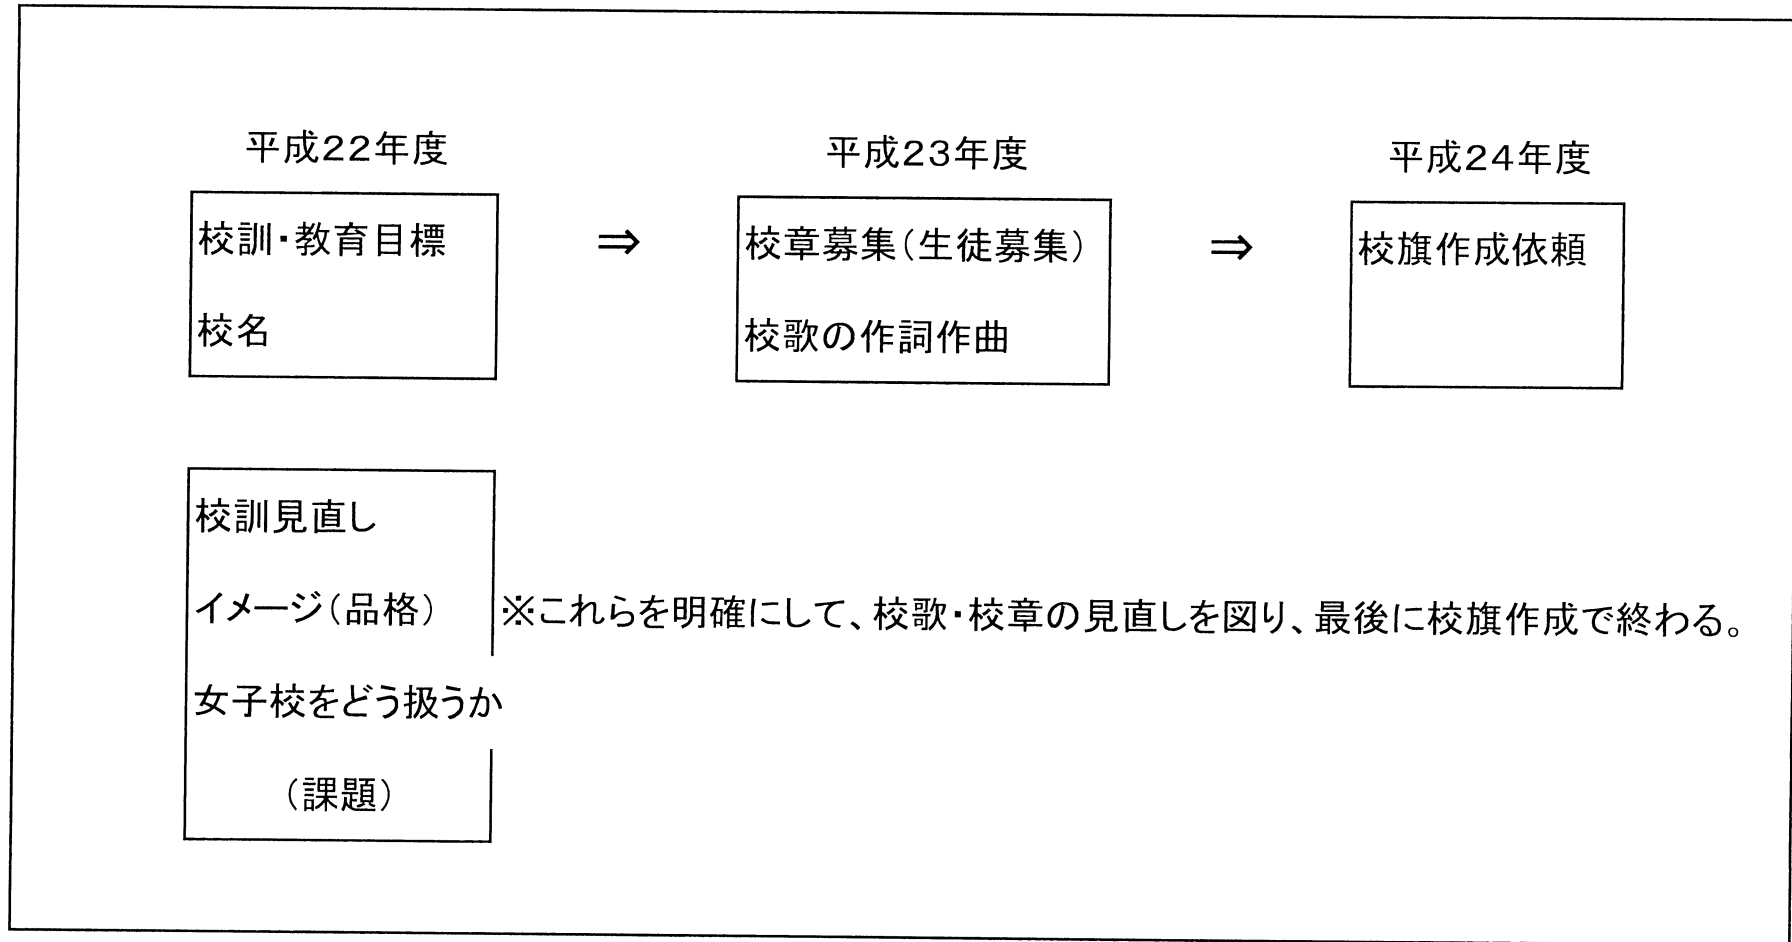 平成22年度
校訓・教育目標
校名
⇒
平成23年度
校章募集(生徒募集)
校歌の作詞作曲
⇒
平成24年度
校旗作成依頼
校訓見直し
イメージ(品格)
女子校をどう扱うか
(課題)
※これらを明確にして、校歌・校章の見直しを図り、最後に校旗作成で終わる。